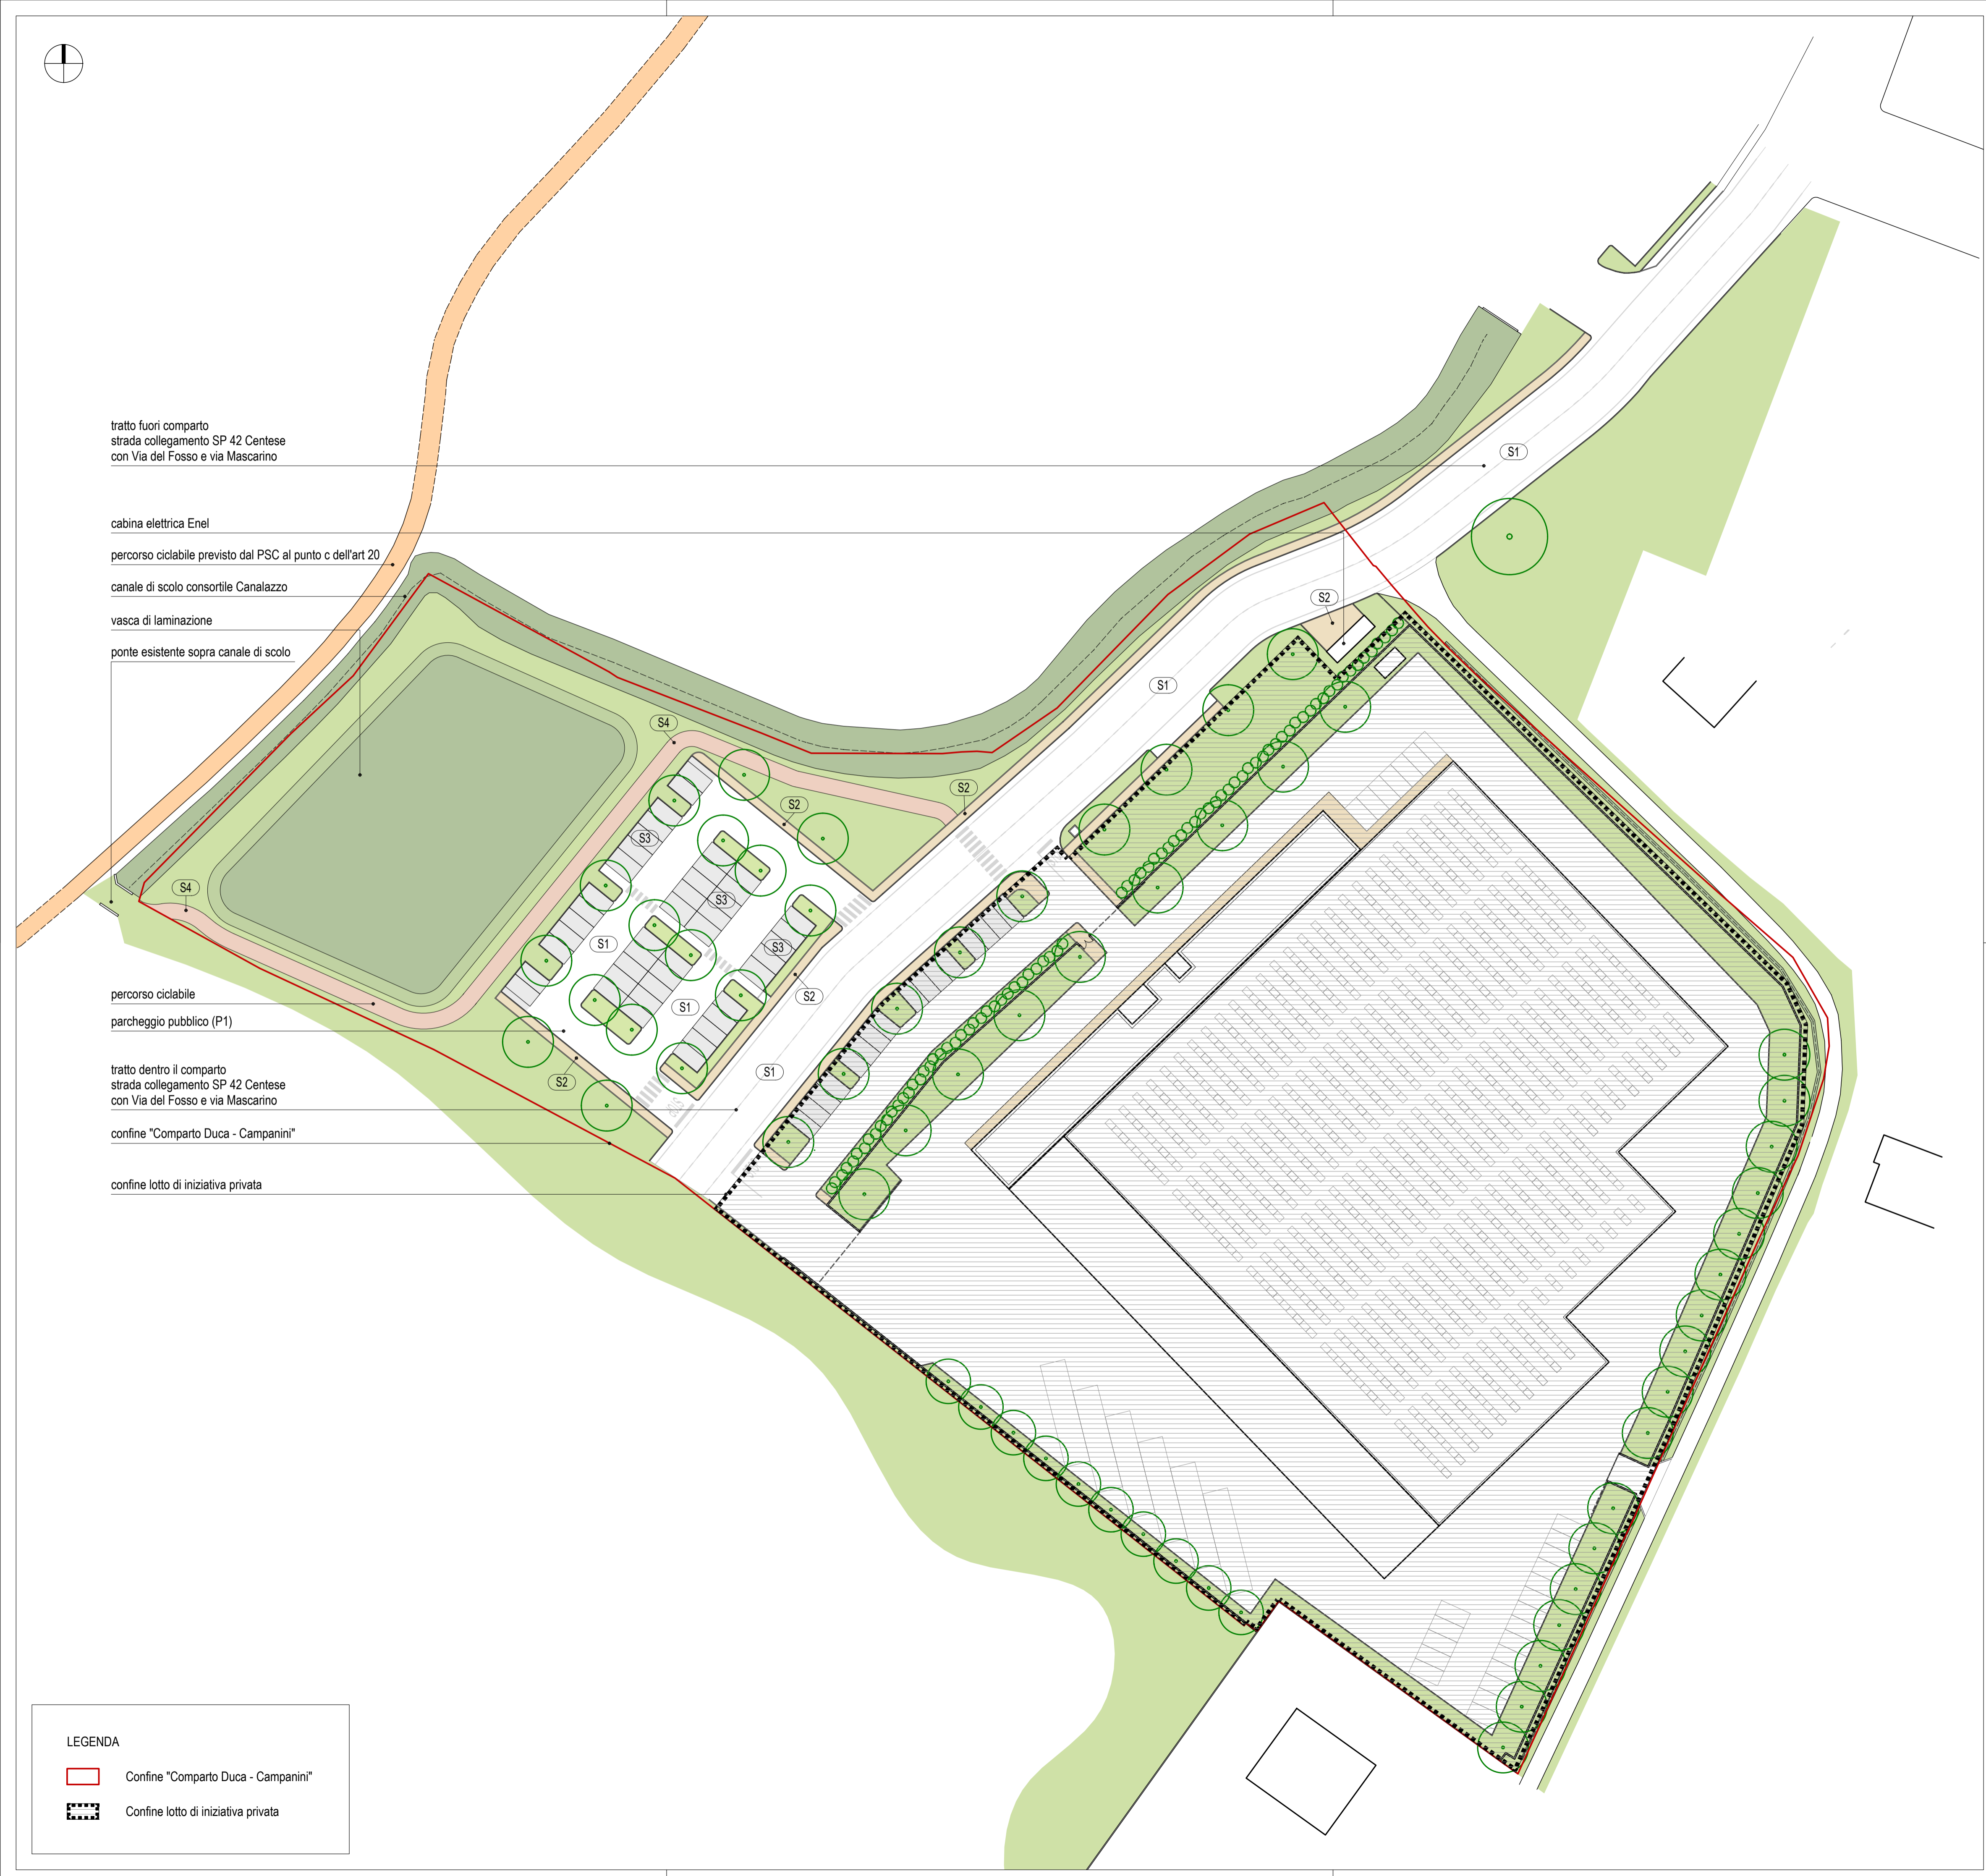 tratto fuori comparto
strada collegamento SP 42 Centese
con Via del Fosso e via Mascarino
S1
cabina elettrica Enel
percorso ciclabile previsto dal PSC al punto c dell'art 20
canale di scolo consortile Canalazzo
S2
vasca di laminazione
ponte esistente sopra canale di scolo
S1
S4
S2
S2
S3
S4
S3
S1
S3
percorso ciclabile
S2
S1
parcheggio pubblico (P1)
tratto dentro il comparto
S1
strada collegamento SP 42 Centese
S2
con Via del Fosso e via Mascarino
confine "Comparto Duca - Campanini"
confine lotto di iniziativa privata
LEGENDA
Confine "Comparto Duca - Campanini"
Confine lotto di iniziativa privata